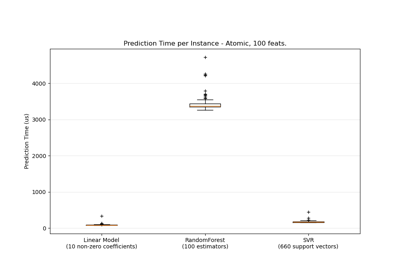 Prediction Time per Instance - Atomic, 100 feats.
4000
3000
2000
1000
0
Prediction Time (us)
Linear Model
(10 non-zero coefficients)
RandomForest
(100 estimators)
SVR
(660 support vectors)